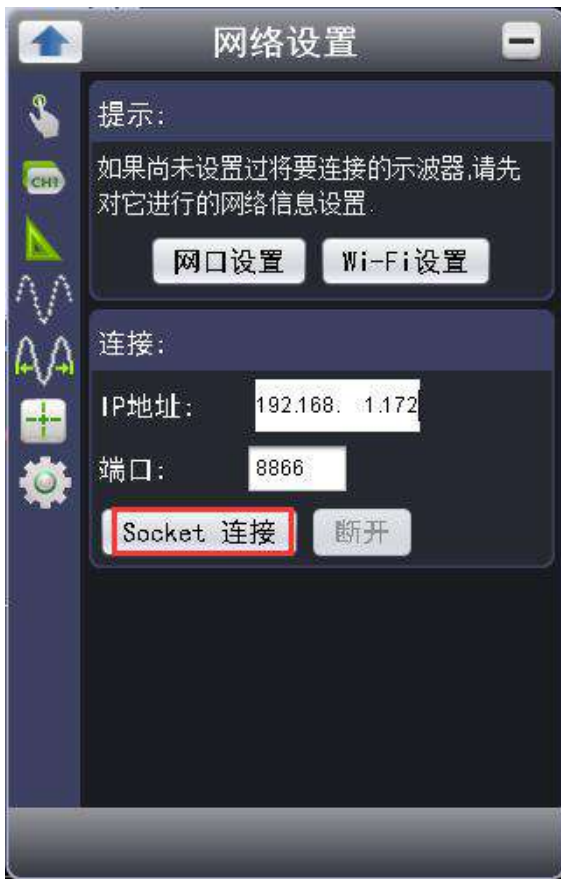 网络设置
CH1
提示:
如果尚未设置过将要连接的示波器,请先
对它进行的网络信息设置.
网口设置 Wi-Fi设置
连接:
IP地址: 192.168. 1.172
端口: 8866
Socket 连接 断开